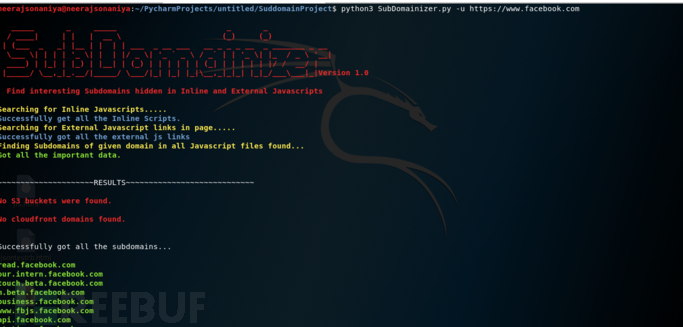 neerajsonaniya@neerajsonaniya:~/PycharmProjects/untitled/SuddomainProject$ python3 SubDomainizer.py -u https://www.facebook.com
SubDomainizer
Version 1.0
Find interesting Subdomains hidden in Inline and External Javascripts
Searching for Inline Javascripts.....
Successfully got all the Inline Scripts.
Searching for External Javascript links in page.....
Successfully got all the external js links
Finding Subdomains of given domain in all Javascript files found...
Got all the important data.
~~~~~~~~~~~~~~~~~~~~~RESULTS~~~~~~~~~~~~~~~~~~~~~~~~~~~~
No S3 buckets were found.
No cloudfront domains found.
Successfully got all the subdomains...
read.facebook.com
our.intern.facebook.com
touch-beta.facebook.com
m.beta.facebook.com
business.facebook.com
www.fbjs.facebook.com
api.facebook.com
FREEBUF